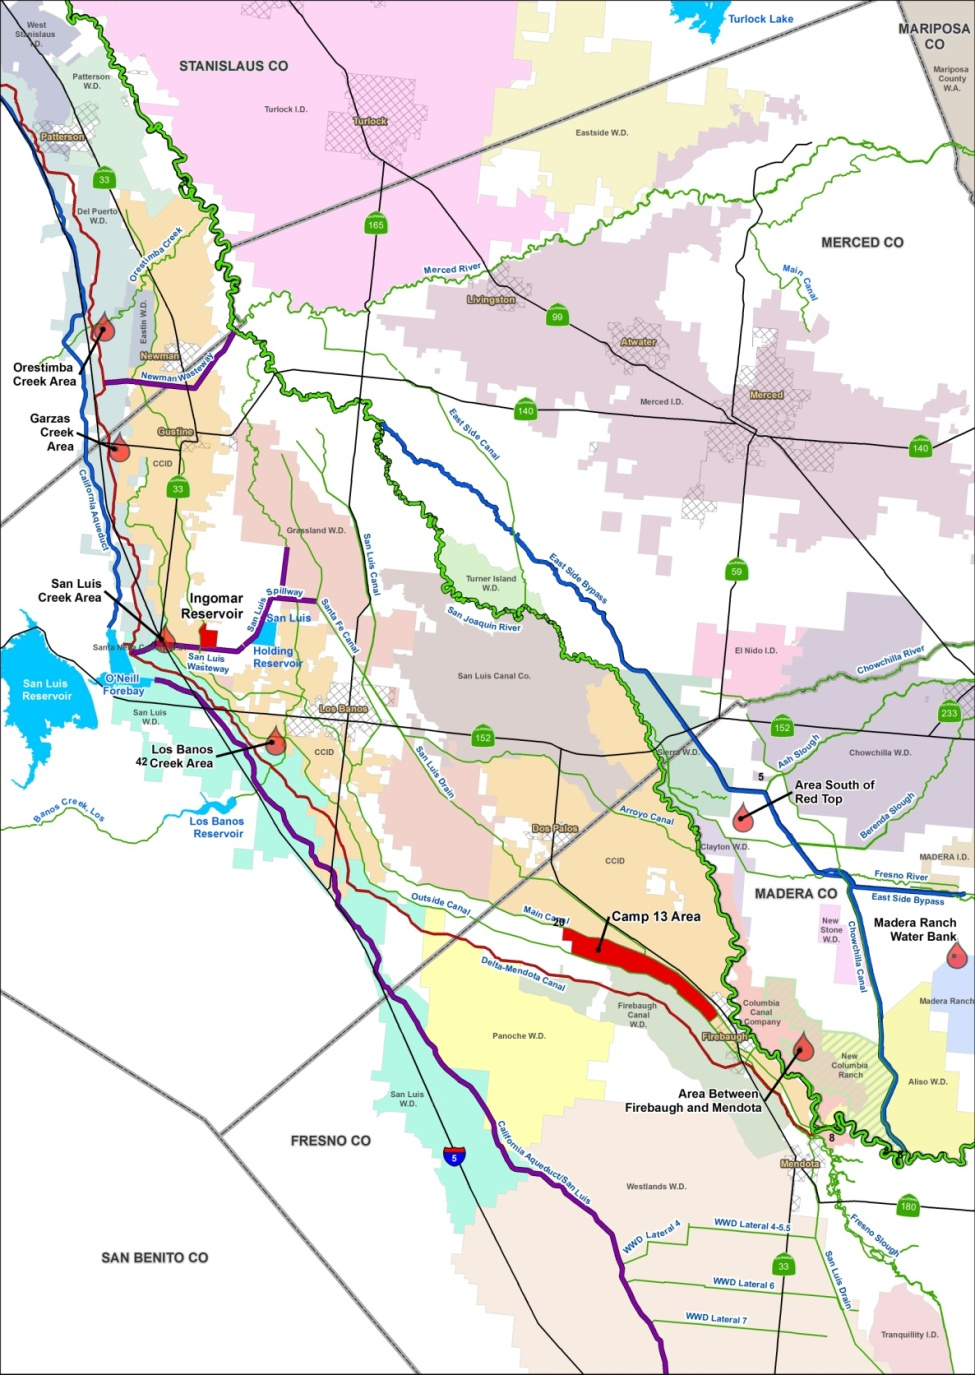 West
Stanislaus
I.D.
STANISLAUS CO
Turlock Lake
MARIPOSA
CO
Mariposa
County
W.A.
Patterson
W.D.
Turlock I.D.
Turlock
Eastside W.D.
Patterson
33
Del Puerto
W.D.
165
Orestimba Creek
MERCED CO
Merced River
Main Canal
Livingston
99
Eastin W.D.
Atwater
Orestimba
Creek Area
Newman
Newman Wasteway
Merced
Merced I.D.
140
Garzas
Creek
Area
Gustine
East Side Canal
140
CCID
33
California Aqueduct
Grassland W.D.
San Luis Canal
East Side Bypass
59
Turner Island
W.D.
San Luis
Creek Area
Ingomar
Reservoir
San Luis
Spillway
Santa Fe Canal
San Joaquin River
San Luis
Holding
Reservoir
San Luis
Wasteway
El Nido I.D.
Chowchilla River
San Luis
Reservoir
O'Neill
Forebay
San Luis Canal Co.
San Luis
W.D.
Los Banos
233
152
152
Los Banos
42 Creek Area
CCID
San Luis Drain
Sierra W.D.
Ash Slough
Chowchilla W.D.
5
Area South of
Red Top
Banos Creek, Los
Los Banos
Reservoir
Arroyo Canal
Berenda Slough
Dos Palos
Clayton W.D.
CCID
MADERA I.D.
MADERA CO
Fresno River
East Side Bypass
Outside Canal
Main Canal
20
Camp 13 Area
New
Stone
W.D.
Chowchilla Canal
Madera Ranch
Water Bank
Delta-Mendota Canal
Madera Ranch
Columbia
Canal
Company
Firebaugh
Canal
W.D.
Panoche W.D.
Firebaugh
New
Columbia
Ranch
Aliso W.D.
San Luis
W.D.
Area Between
Firebaugh and Mendota
FRESNO CO
8
5
California Aqueduct/San Luis
Mendota
Westlands W.D.
180
WWD Lateral 4
WWD Lateral 4-5.5
Fresno Slough
SAN BENITO CO
33
San Luis Drain
WWD Lateral 6
WWD Lateral 7
Tranquillity I.D.